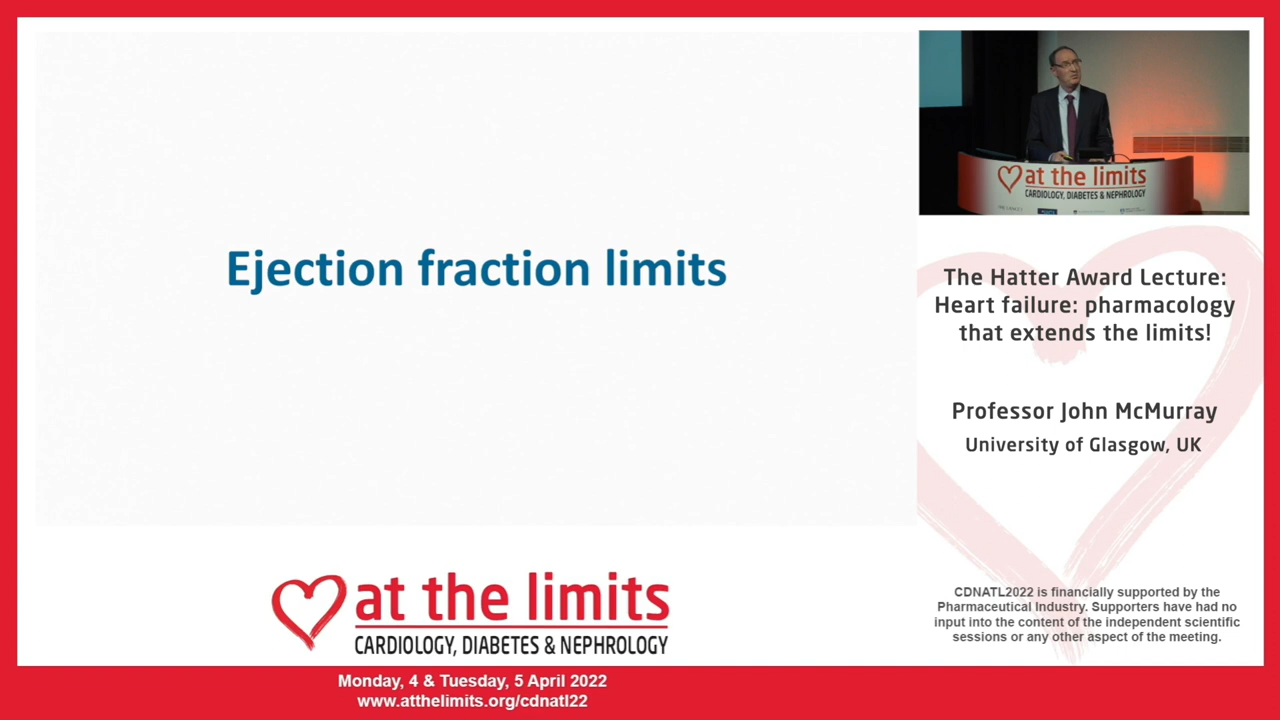 Ejection fraction limits
at the limits
CARDIOLOGY, DIABETES & NEPHROLOGY
The Hatter Award Lecture:
Heart failure: pharmacology
that extends the limits!
Professor John McMurray
University of Glasgow, UK
CDNATL2022 is financially supported by the
Pharmaceutical Industry. Supporters have had no
input into the content of the independent scientific
sessions or any other aspect of the meeting.
at the limits
CARDIOLOGY, DIABETES & NEPHROLOGY
Monday, 4 & Tuesday, 5 April 2022
www.atthelimits.org/cdnatl22